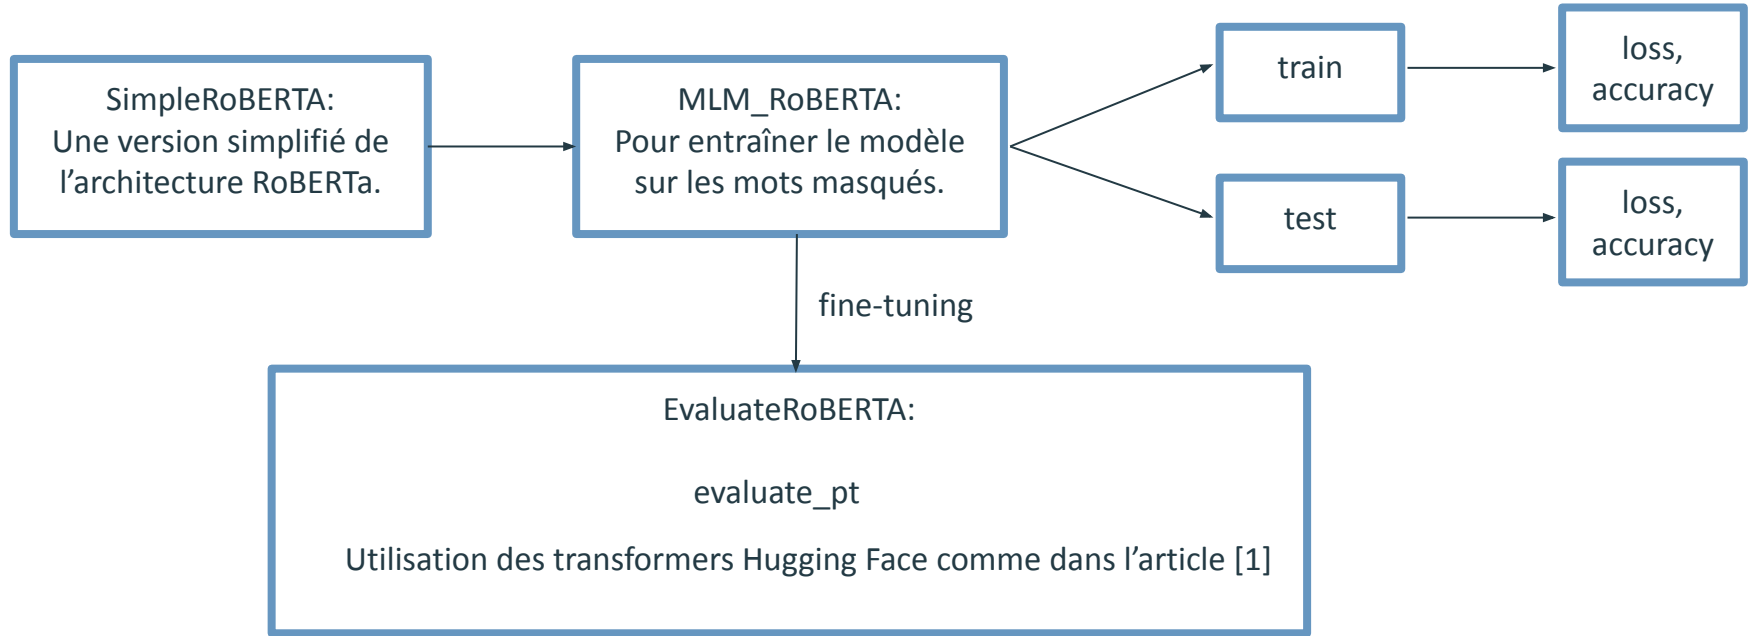 SimpleRoBERTA:
Une version simplifié de
l’architecture RoBERTa.
MLM_RoBERTA:
Pour entraîner le modèle
sur les mots masqués.
train
loss,
accuracy
test
loss,
accuracy
fine-tuning
EvaluateRoBERTA:
evaluate_pt
Utilisation des transformers Hugging Face comme dans l’article [1]